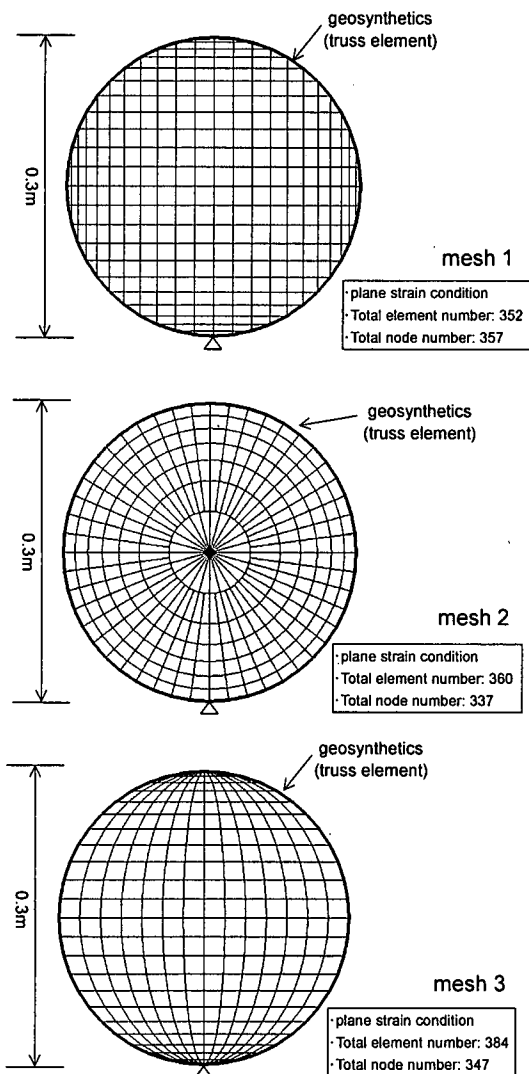 geosynthetics
(truss element)
0.3m
mesh 1
· plane strain condition
· Total element number: 352
· Total node number: 357
geosynthetics
(truss element)
0.3m
mesh 2
· plane strain condition
· Total element number: 360
· Total node number: 337
geosynthetics
(truss element)
0.3m
mesh 3
· plane strain condition
· Total element number: 384
· Total node number: 347